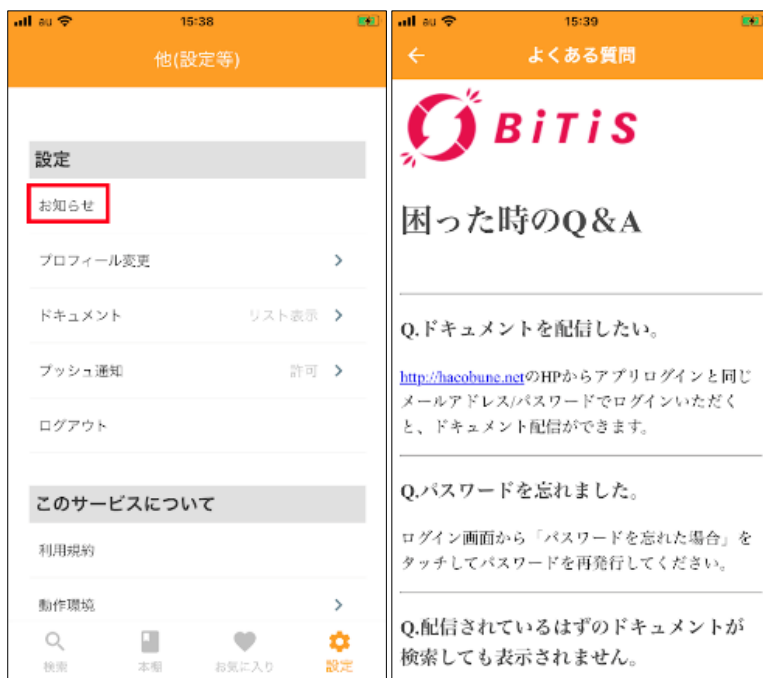 au
15:38
他(設定等)
設定
お知らせ
プロフィール変更
ドキュメント リスト表示
プッシュ通知 許可
ログアウト
このサービスについて
利用規約
動作環境
検索 本棚 お気に入り 設定
au
15:39
よくある質問
BiTiS
困った時のQ&A
Q.ドキュメントを配信したい。
http://hacobune.netのHPからアプリログインと同じ
メールアドレス/パスワードでログインいただく
と、ドキュメント配信ができます。
Q.パスワードを忘れました。
ログイン画面から「パスワードを忘れた場合」を
タッチしてパスワードを再発行してください。
Q.配信されているはずのドキュメントが
検索しても表示されません。